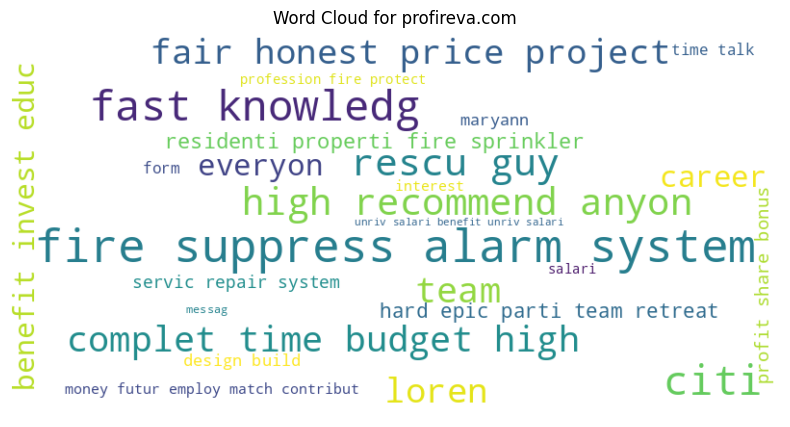 Word Cloud for profireva.com
fair honest price project
time talk
profession fire protect
fast knowledg
maryann
residenti properti fire sprinkler
form
everyon
rescu guy
career
interest
high recommend anyon
unriv salari benefit unriv salari
fire suppress alarm system
salari
servic repair system
team
messag
hard epic parti team retreat
complet time budget high
design build
citi
money futur employ match contribut
loren
benefit invest educ
profit share bonus